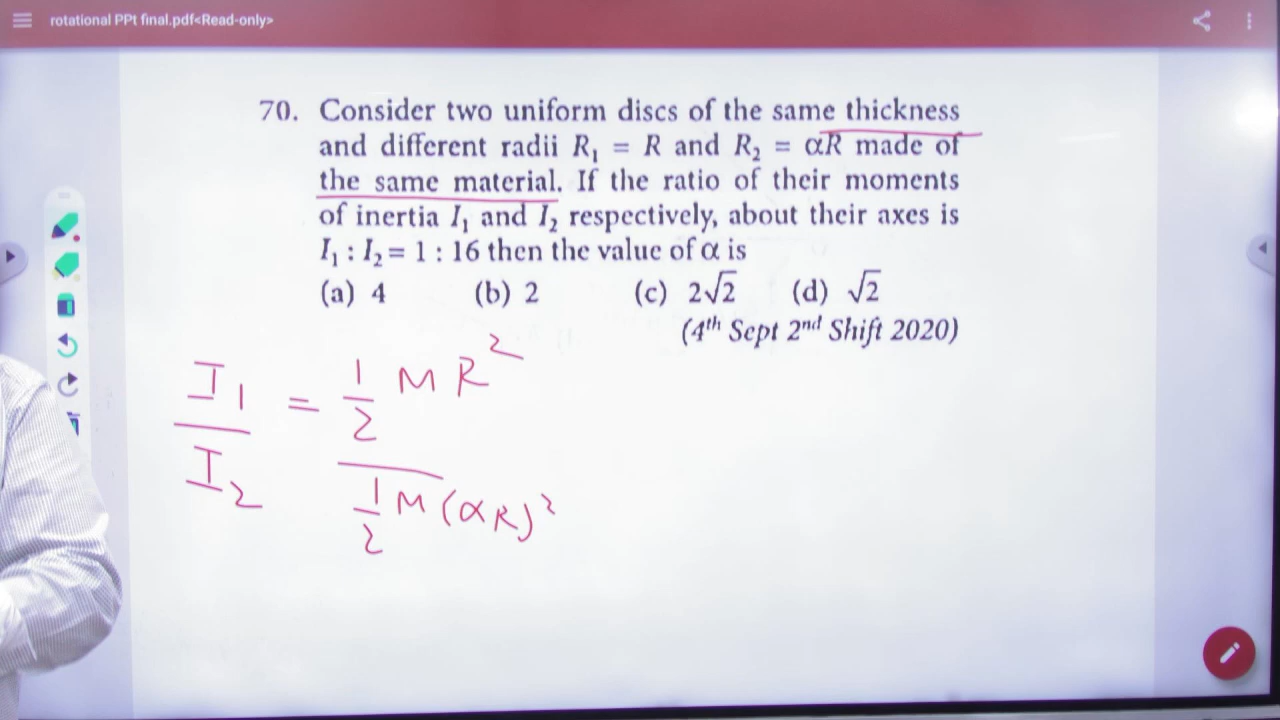 rotational PPt final.pdf<Read-only>
70. Consider two uniform discs of the same thickness
and different radii R₁ = R and R₂ = αR made of
the same material. If the ratio of their moments
of inertia I₁ and I₂ respectively, about their axes is
I₁ : I₂ = 1 : 16 then the value of α is
(a) 4 (b) 2 (c) 2√2 (d) √2
(4th Sept 2nd Shift 2020)
I₁/I₂ = 1/2 M R² / 1/2 M (αR)²